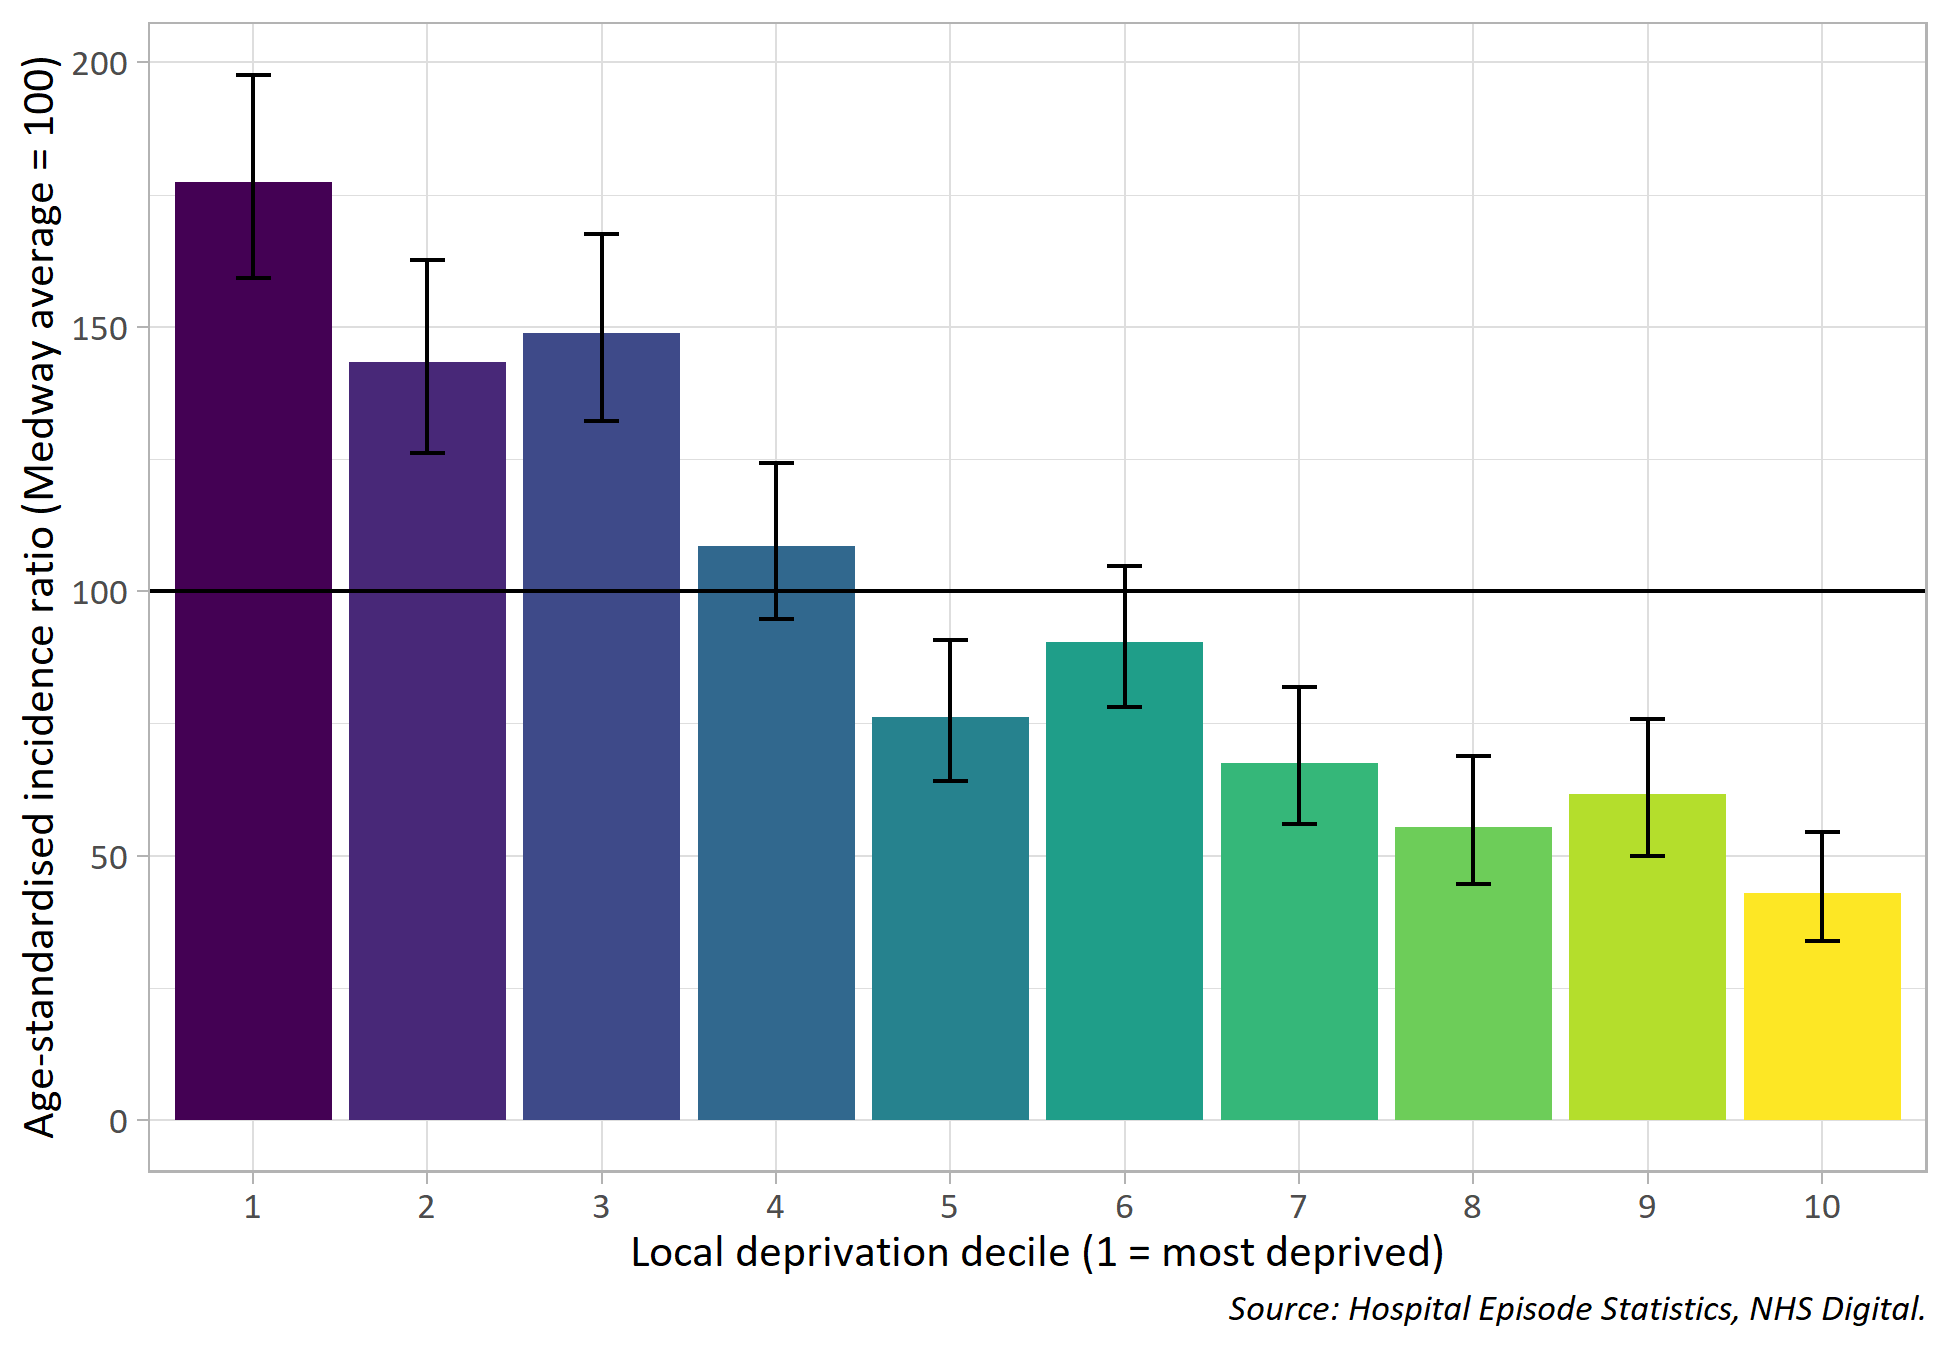 Age-standardised incidence ratio (Medway average = 100)
200
150
100
50
0
1 2 3 4 5 6 7 8 9 10
Local deprivation decile (1 = most deprived)
Source: Hospital Episode Statistics, NHS Digital.